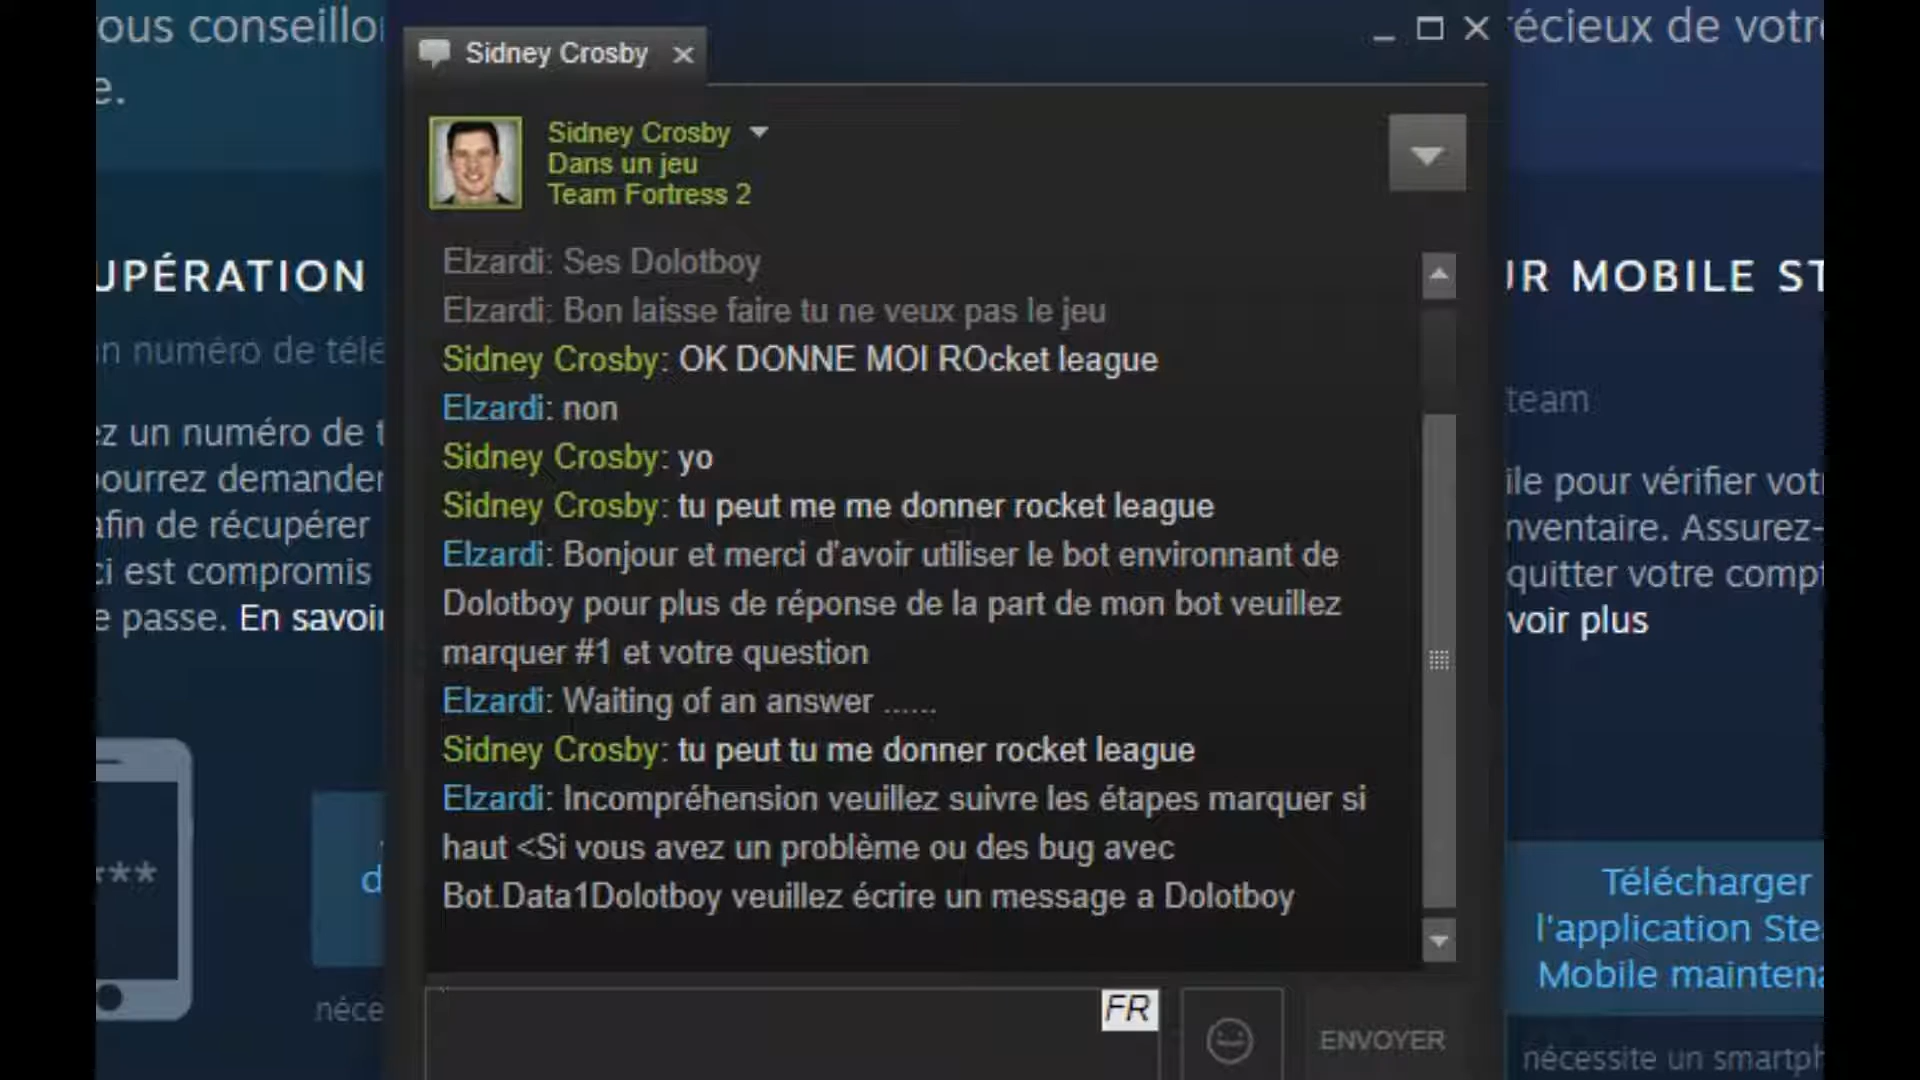 ous conseillo
e.
Sidney Crosby
écieux de votr
Sidney Crosby
Dans un jeu
Team Fortress 2
UPÉRATION
n numéro de télé
ez un numéro de t
pourrez demander
afin de récupérer
ci est compromis
e passe. En savoir
d
néce
Elzardi: Ses Dolotboy
Elzardi: Bon laisse faire tu ne veux pas le jeu
Sidney Crosby: OK DONNE MOI ROcket league
Elzardi: non
Sidney Crosby: yo
Sidney Crosby: tu peut me me donner rocket league
Elzardi: Bonjour et merci d'avoir utiliser le bot environnant de
Dolotboy pour plus de réponse de la part de mon bot veuillez
marquer #1 et votre question
Elzardi: Waiting of an answer ......
Sidney Crosby: tu peut tu me donner rocket league
Elzardi: Incompréhension veuillez suivre les étapes marquer si
haut <Si vous avez un problème ou des bug avec
Bot.Data1Dolotboy veuillez écrire un message a Dolotboy
FR
ENVOYER
UR MOBILE ST
team
ile pour vérifier vot
nventaire. Assurez-
quitter votre compt
voir plus
Télécharger
l'application Ste
Mobile maintena
nécessite un smartph
***